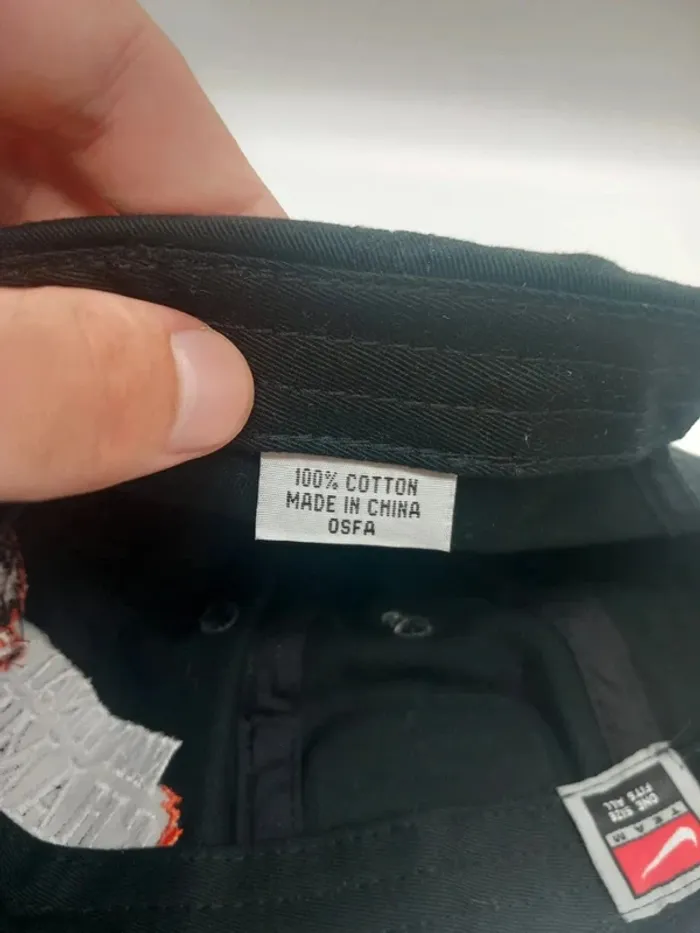 100% COTTON
MADE IN CHINA
OSFA
ONE SIZE
FITS ALL
TEAM